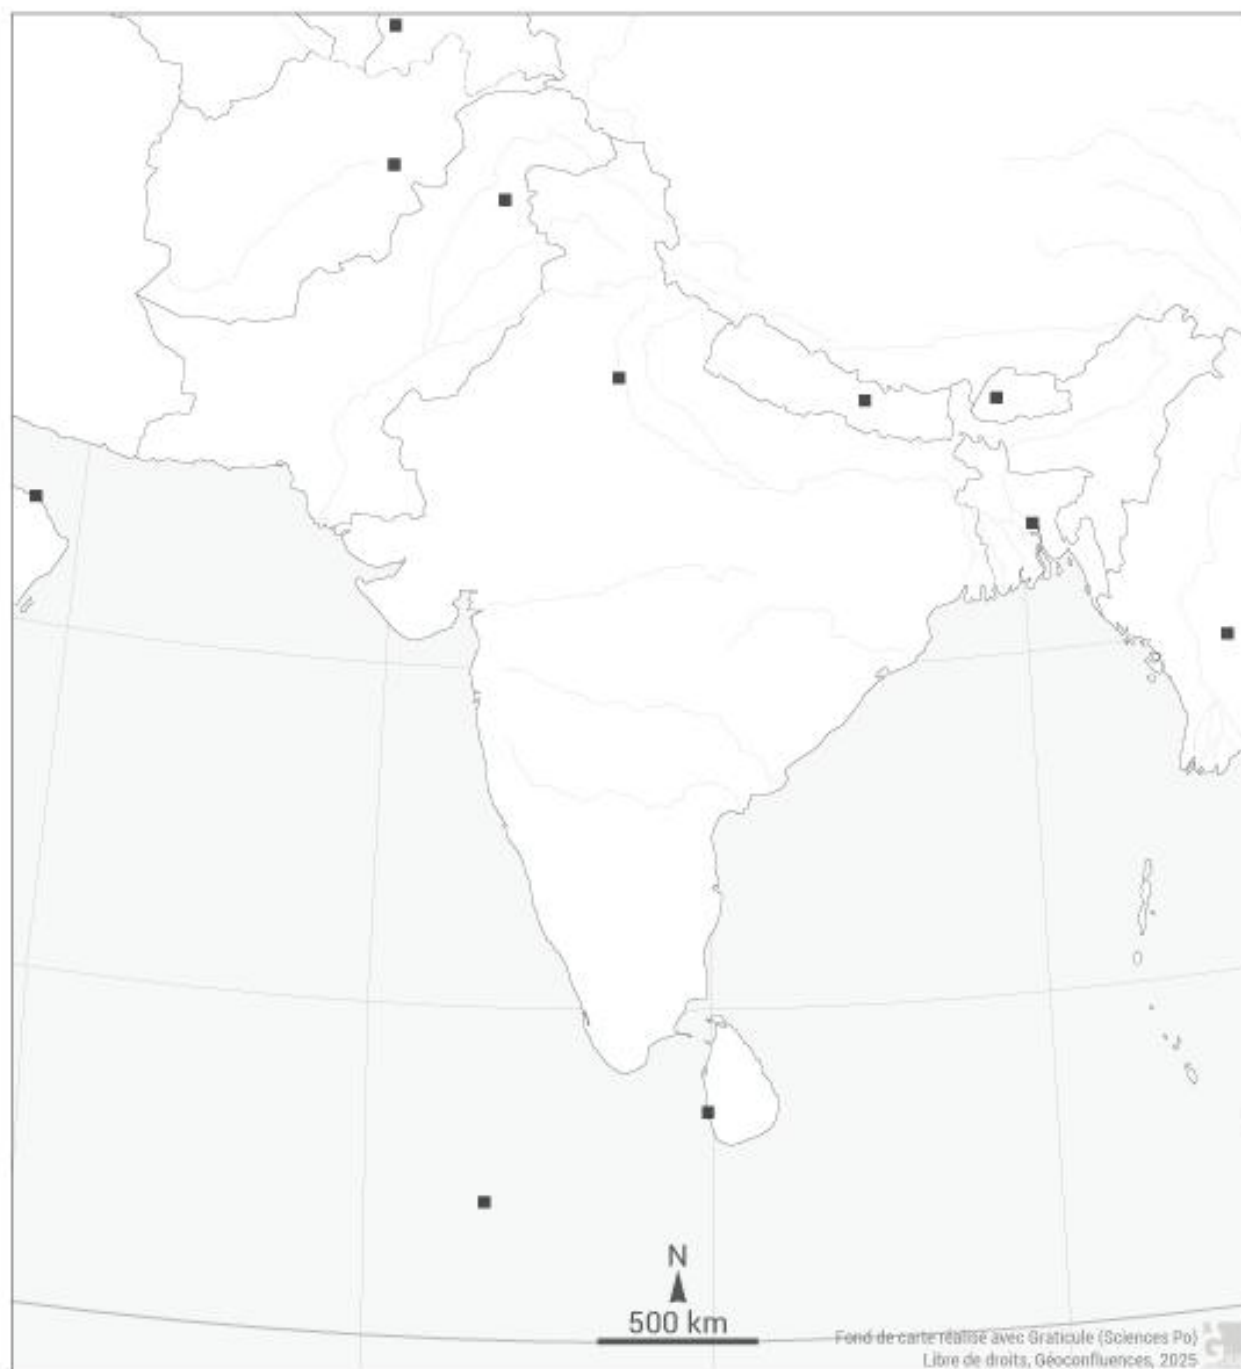 N
500 km
Fond de carte réalisé avec Graticule (Sciences Po)
Libre de droits, Géoconfluences, 2025